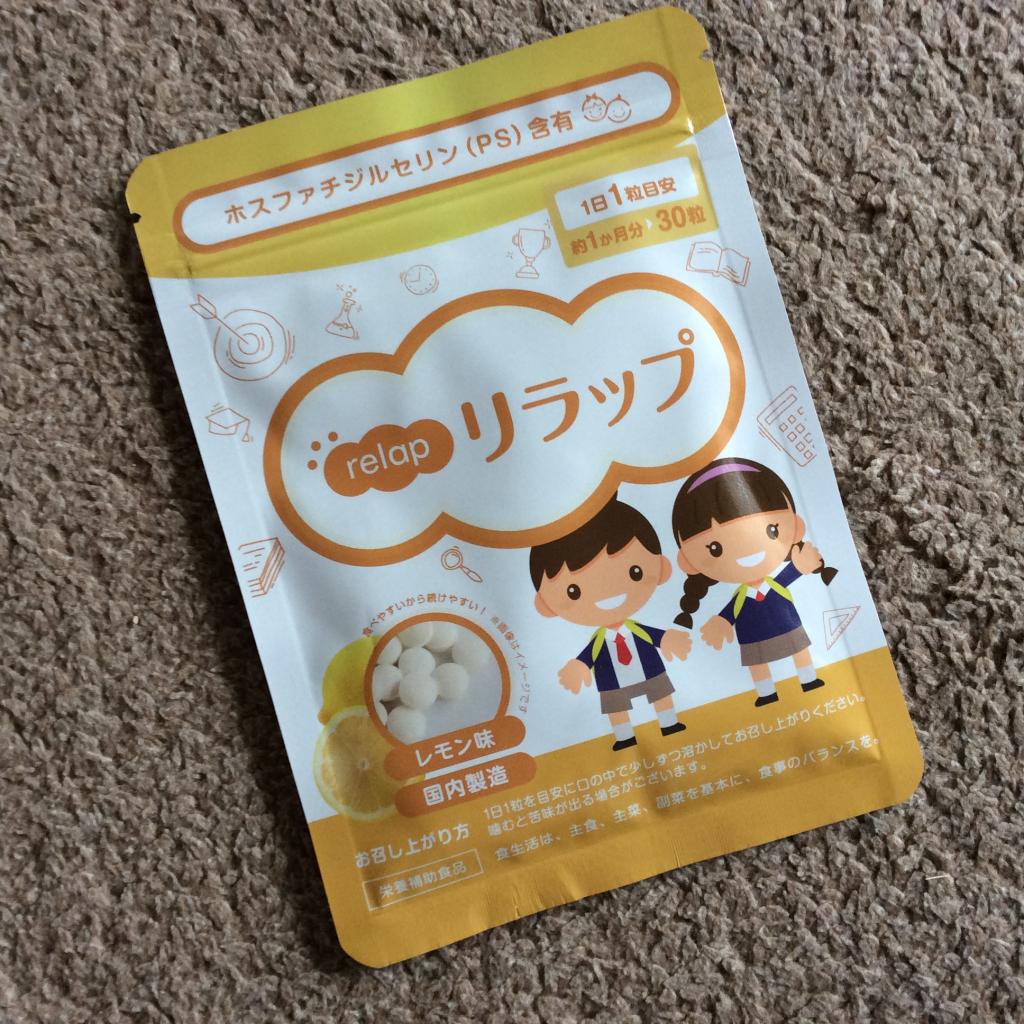 ホスファチジルセリン(PS)含有
1日1粒目安
約1か月分 30粒
relap リラップ
食べやすいから続けやすい!
※画像はイメージです
レモン味
国内製造
お召し上がり方
1日1粒を目安に口の中で少しずつ溶かしてお召し上がりください。
噛むと苦味が出る場合がございます。
栄養補助食品
食生活は、主食、主菜、副菜を基本に、食事のバランスを。